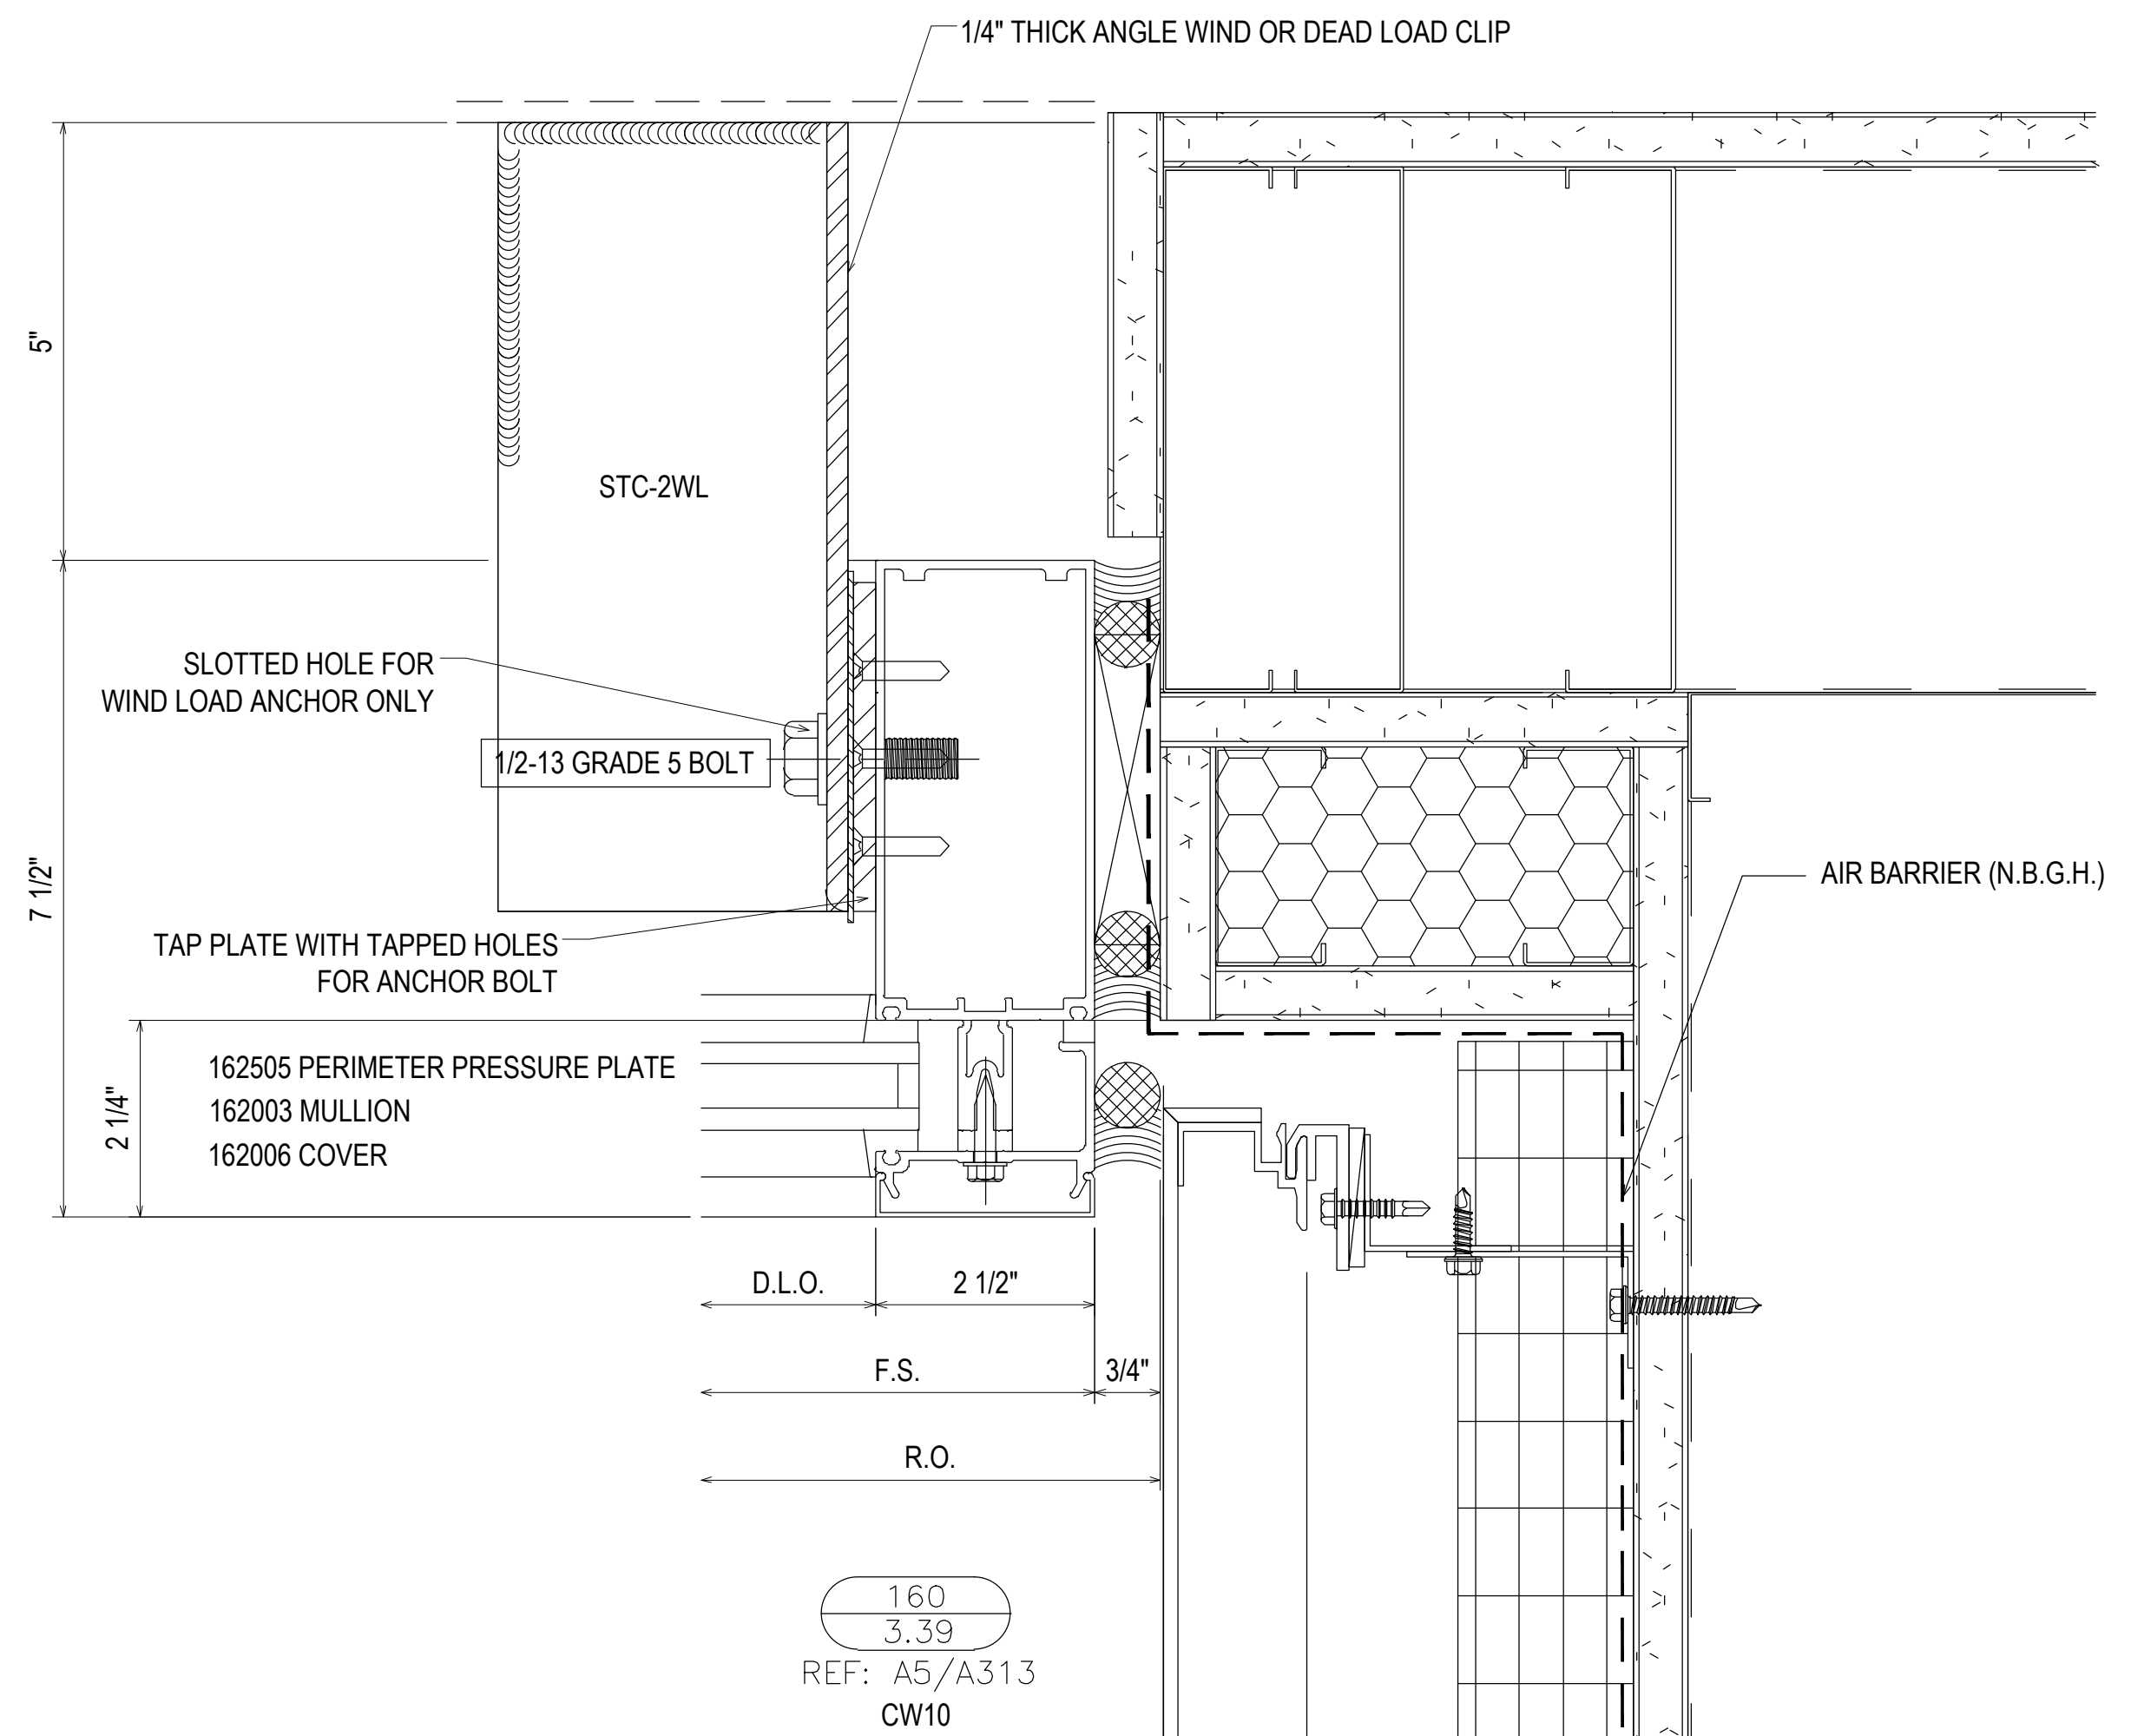 1/4" THICK ANGLE WIND OR DEAD LOAD CLIP
5"
STC-2WL
SLOTTED HOLE FOR
WIND LOAD ANCHOR ONLY
1/2-13 GRADE 5 BOLT
7 1/2"
AIR BARRIER (N.B.G.H.)
TAP PLATE WITH TAPPED HOLES
FOR ANCHOR BOLT
2 1/4"
162505 PERIMETER PRESSURE PLATE
162003 MULLION
162006 COVER
D.L.O.
2 1/2"
F.S.
3/4"
R.O.
160
3.39
REF: A5/A313
CW10